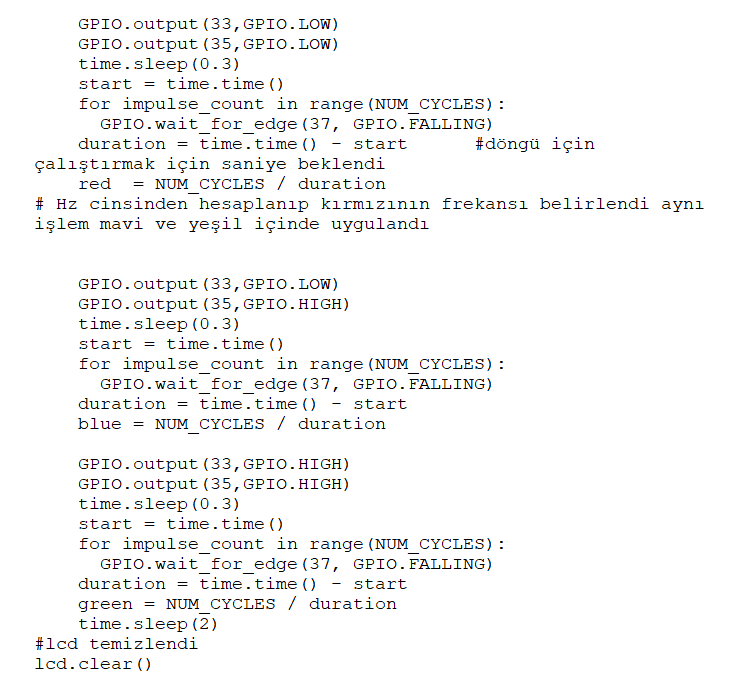 GPIO.output(33,GPIO.LOW)
    GPIO.output(35,GPIO.LOW)
    time.sleep(0.3)
    start = time.time()
    for impulse_count in range(NUM_CYCLES):
      GPIO.wait_for_edge(37, GPIO.FALLING)
    duration = time.time() - start      #döngü için
çalıştırmak için saniye beklendi
    red  = NUM_CYCLES / duration
# Hz cinsinden hesaplanıp kırmızının frekansı belirlendi aynı
işlem mavi ve yeşil içinde uygulandı
    GPIO.output(33,GPIO.LOW)
    GPIO.output(35,GPIO.HIGH)
    time.sleep(0.3)
    start = time.time()
    for impulse_count in range(NUM_CYCLES):
      GPIO.wait_for_edge(37, GPIO.FALLING)
    duration = time.time() - start
    blue = NUM_CYCLES / duration
    GPIO.output(33,GPIO.HIGH)
    GPIO.output(35,GPIO.HIGH)
    time.sleep(0.3)
    start = time.time()
    for impulse_count in range(NUM_CYCLES):
      GPIO.wait_for_edge(37, GPIO.FALLING)
    duration = time.time() - start
    green = NUM_CYCLES / duration
    time.sleep(2)
#lcd temizlendi
lcd.clear()